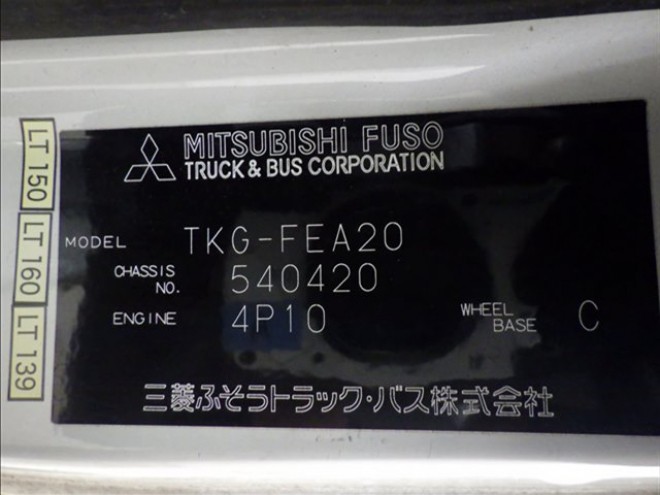 MITSUBISHI FUSO
TRUCK & BUS CORPORATION
MODEL TKG-FEA20
CHASSIS NO. 540420
ENGINE 4P10 WHEEL BASE C
三菱ふそうトラック・バス株式会社
LT 150
LT 160
LT 139